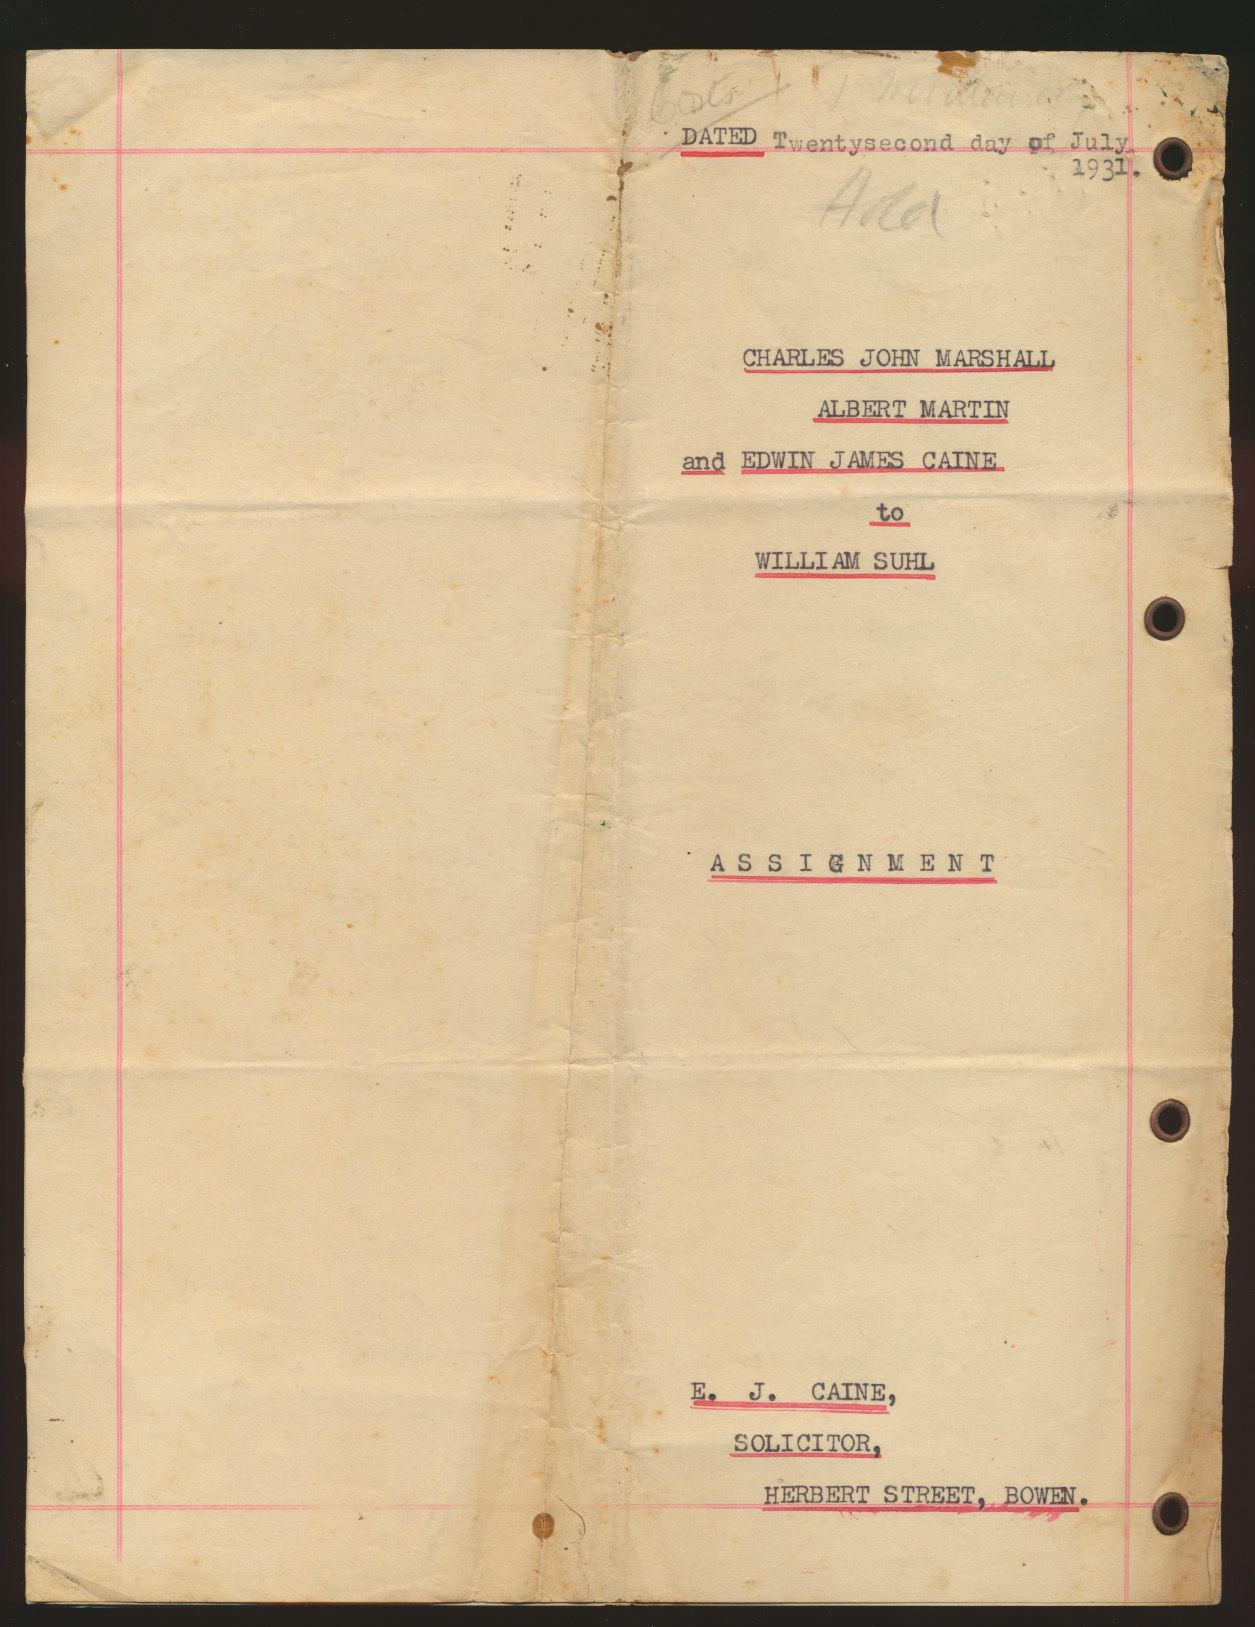 Costs
DATED Twentysecond day of July
1931.
CHARLES JOHN MARSHALL
ALBERT MARTIN
and EDWIN JAMES CAINE
to
WILLIAM SUHL
ASSIGNMENT
E. J. CAINE,
SOLICITOR,
HERBERT STREET, BOWEN.